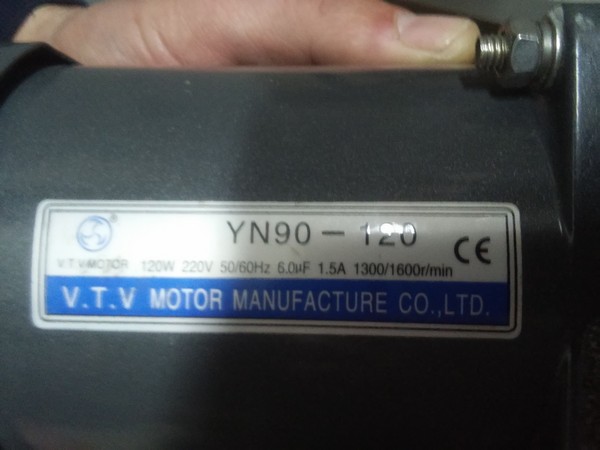 YN90-120
CE
V.T.V MOTOR
120W 220V 50/60Hz 6.0μF 1.5A 1300/1600r/min
V.T.V MOTOR MANUFACTURE CO.,LTD.